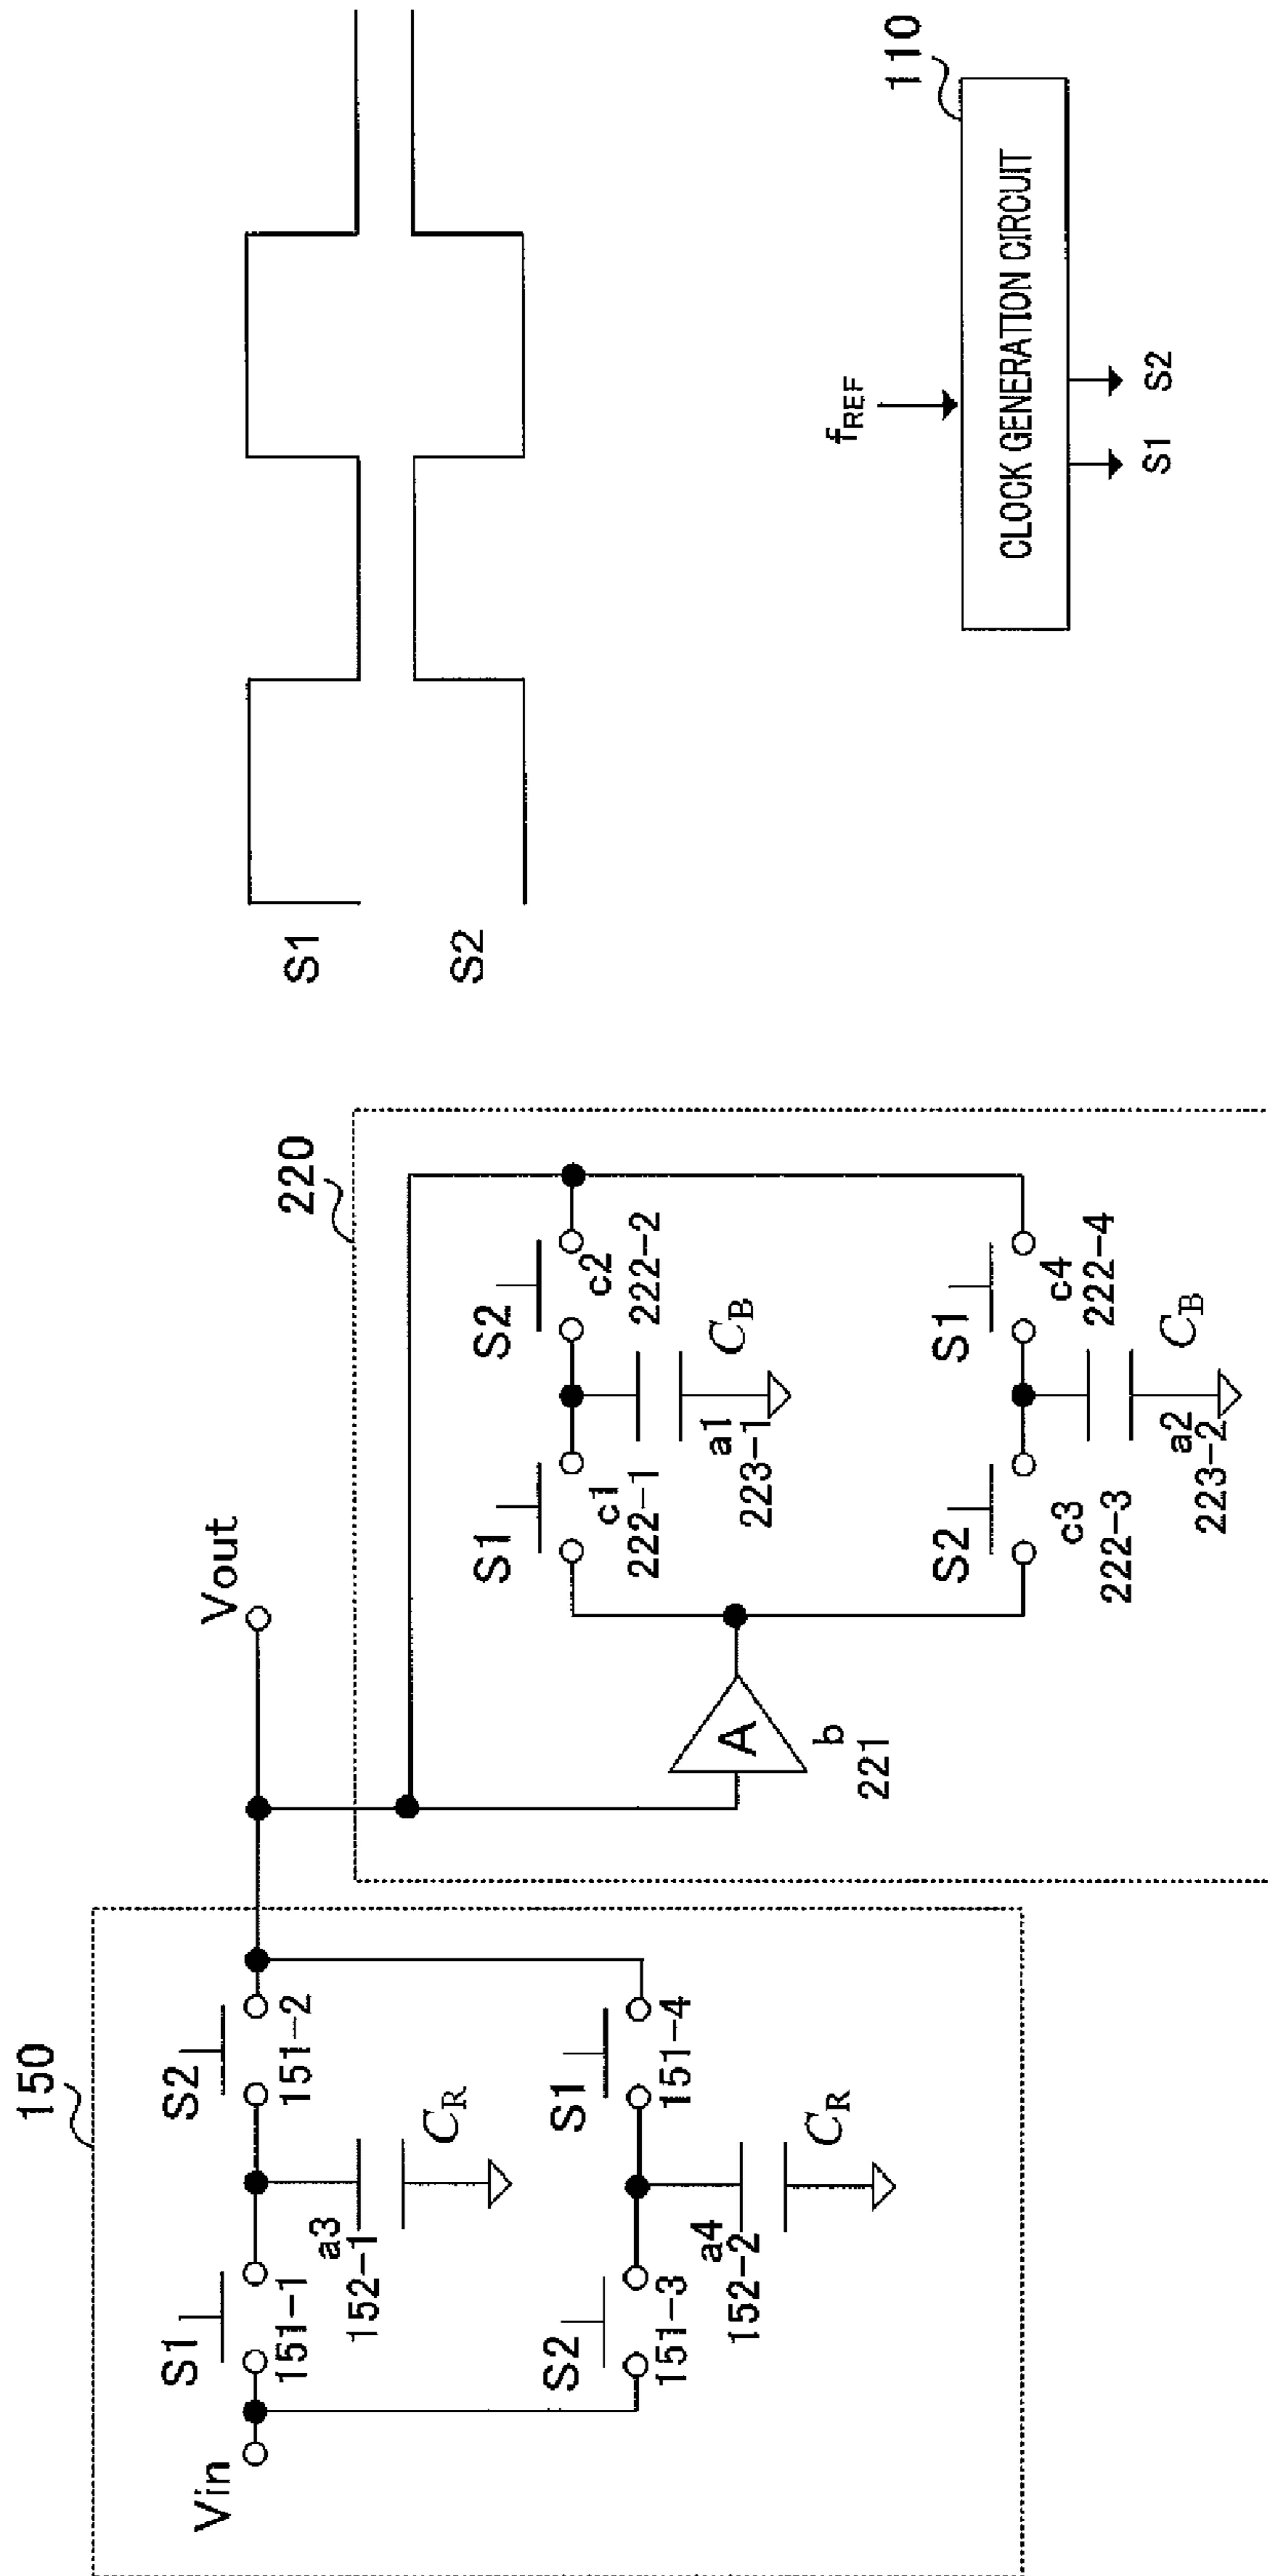 150
S1
S2
Vin
151-1
151-2
a3
152-1
C_R
S2
S1
151-3
151-4
a4
152-2
C_R
Vout
220
A
b
221
S1
S2
c1
222-1
c2
222-2
a1
223-1
C_B
S2
S1
c3
222-3
c4
222-4
a2
223-2
C_B
S1
S2
f_REF
110
CLOCK GENERATION CIRCUIT
S1
S2